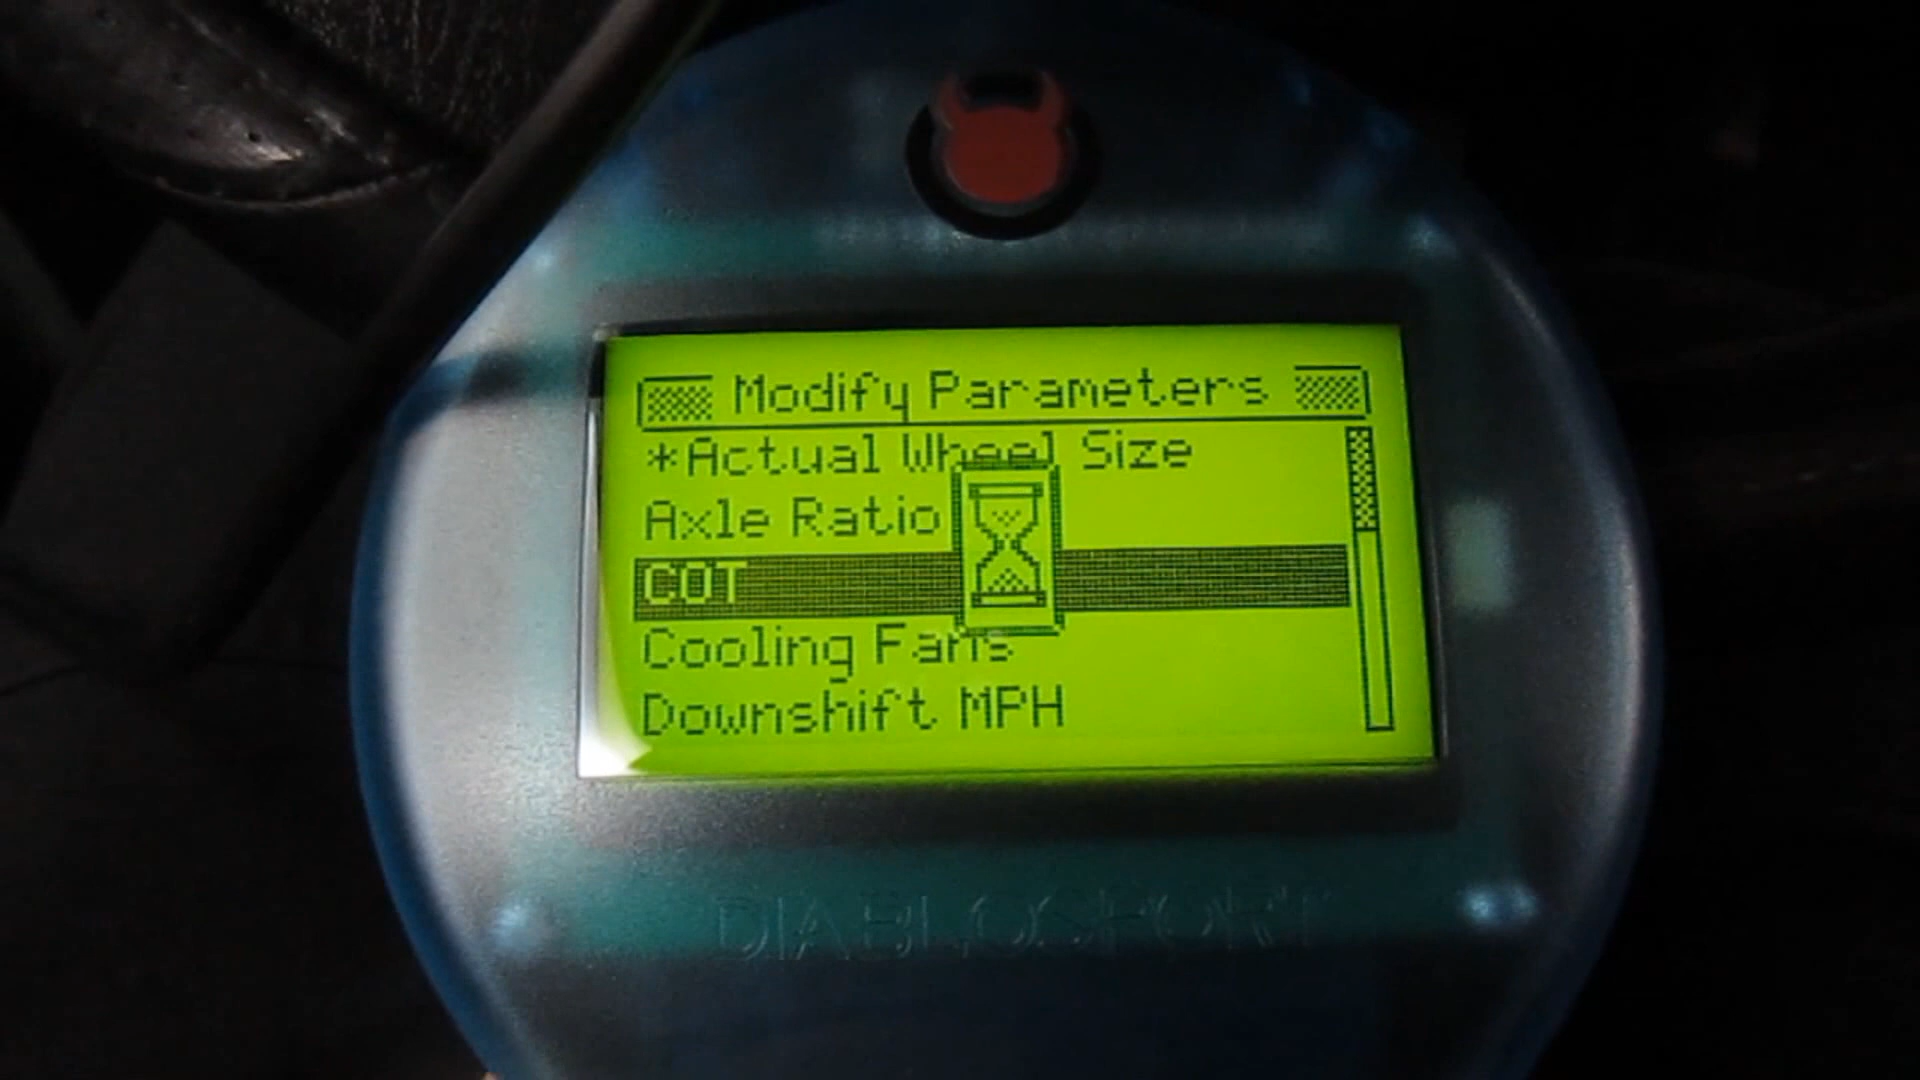 Modify Parameters
*Actual Wheel Size
Axle Ratio
COT
Cooling Fans
Downshift MPH
DIABLOSPORT